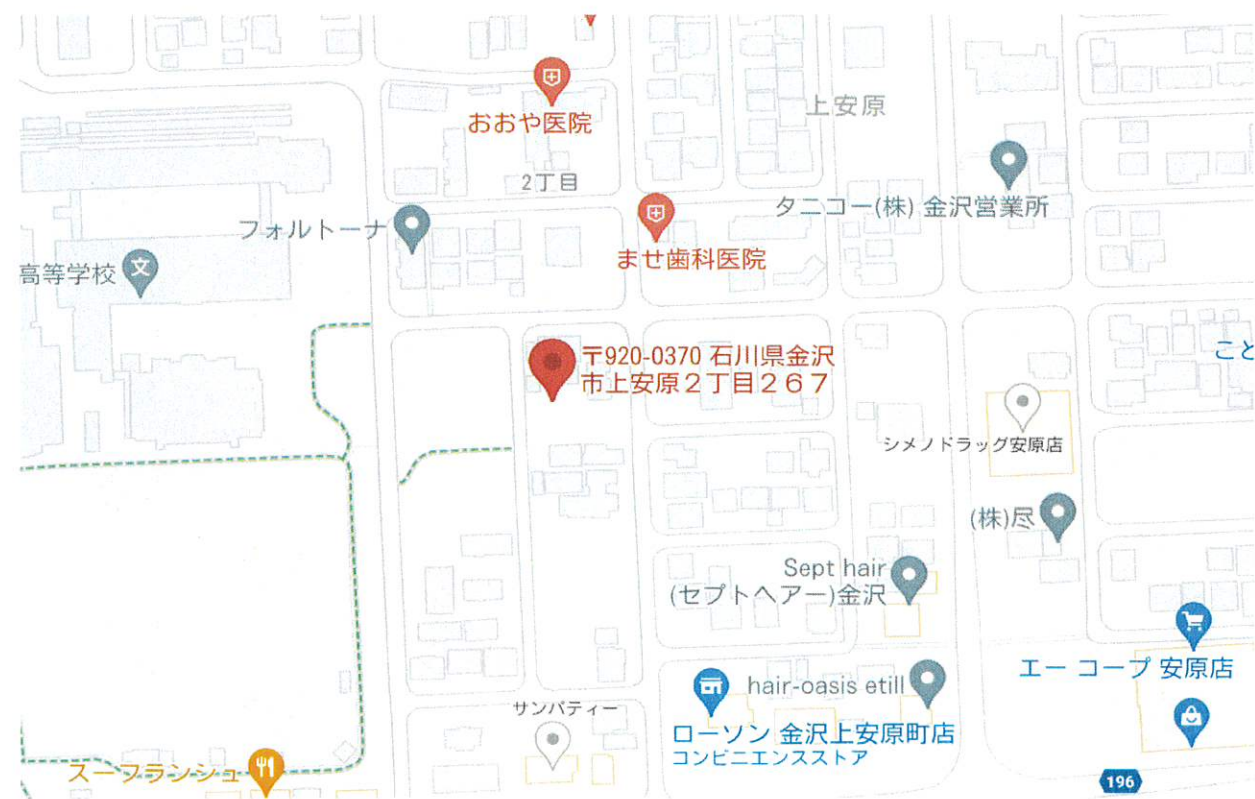 おおや医院
上安原
2丁目
タニコー(株) 金沢営業所
フォルトーナ
ませ歯科医院
高等学校
文
〒920-0370 石川県金沢
市上安原２丁目２６７
こと
シメノドラッグ安原店
(株)尽
Sept hair
(セプトヘアー)金沢
エー コープ 安原店
hair-oasis etill
サンパティー
ローソン 金沢上安原町店
コンビニエンスストア
スーフランシュ
196